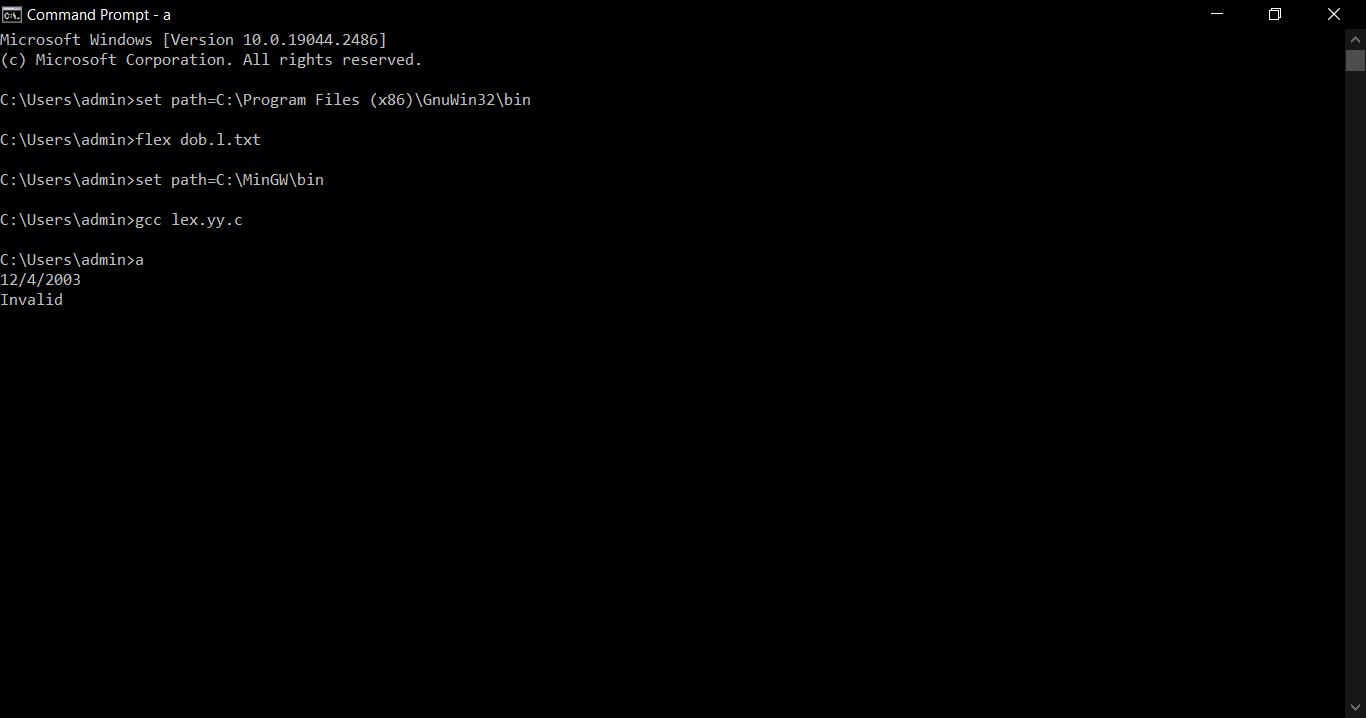 Command Prompt - a
Microsoft Windows [Version 10.0.19044.2486]
(c) Microsoft Corporation. All rights reserved.
C:\Users\admin>set path=C:\Program Files (x86)\GnuWin32\bin
C:\Users\admin>flex dob.l.txt
C:\Users\admin>set path=C:\MinGW\bin
C:\Users\admin>gcc lex.yy.c
C:\Users\admin>a
12/4/2003
Invalid